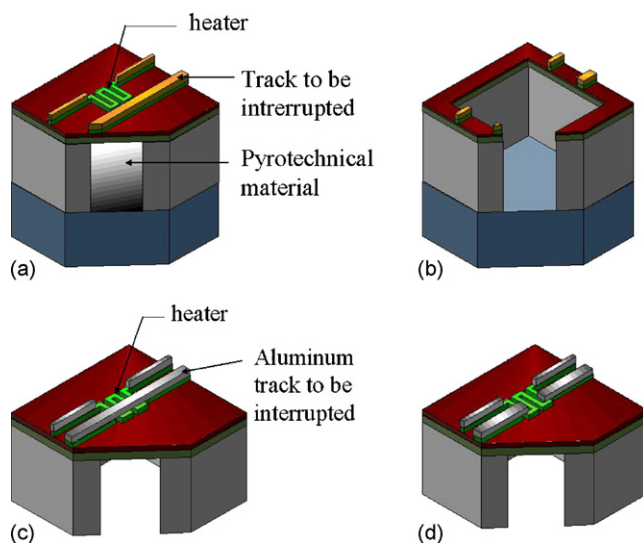 heater
Track to be
intrerrupted
Pyrotechnical
material
(a)
(b)
heater
Aluminum
track to be
interrupted
(c)
(d)